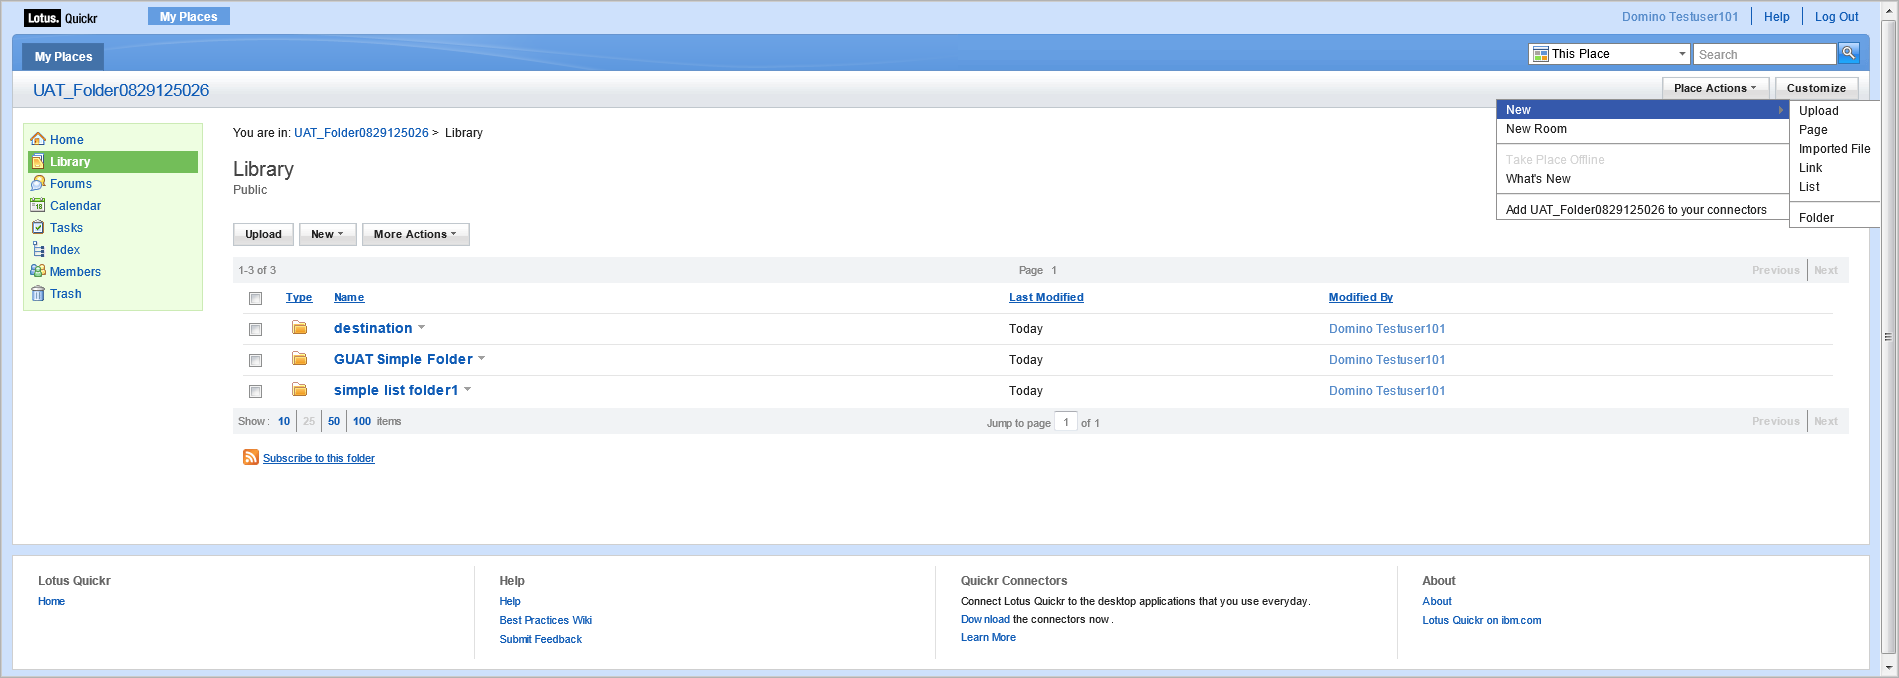 Lotus. Quickr
My Places
Domino Testuser101
Help
Log Out
My Places
This Place
Search
UAT_Folder0829125026
Place Actions
Customize
New
New Room
Take Place Offline
What's New
Add UAT_Folder0829125026 to your connectors
Upload
Page
Imported File
Link
List
Folder
Home
Library
Forums
18
Calendar
Tasks
Index
Members
Trash
You are in: UAT_Folder0829125026 > Library
Library
Public
Upload
New
More Actions
1-3 of 3
Page 1
Previous
Next
Type
Name
Last Modified
Modified By
destination
Today
Domino Testuser101
GUAT Simple Folder
Today
Domino Testuser101
simple list folder1
Today
Domino Testuser101
Show: 10 25 50 100 items
Jump to page 1 of 1
Previous
Next
Subscribe to this folder
Lotus Quickr
Home
Help
Help
Best Practices Wiki
Submit Feedback
Quickr Connectors
Connect Lotus Quickr to the desktop applications that you use everyday.
Download the connectors now.
Learn More
About
About
Lotus Quickr on ibm.com